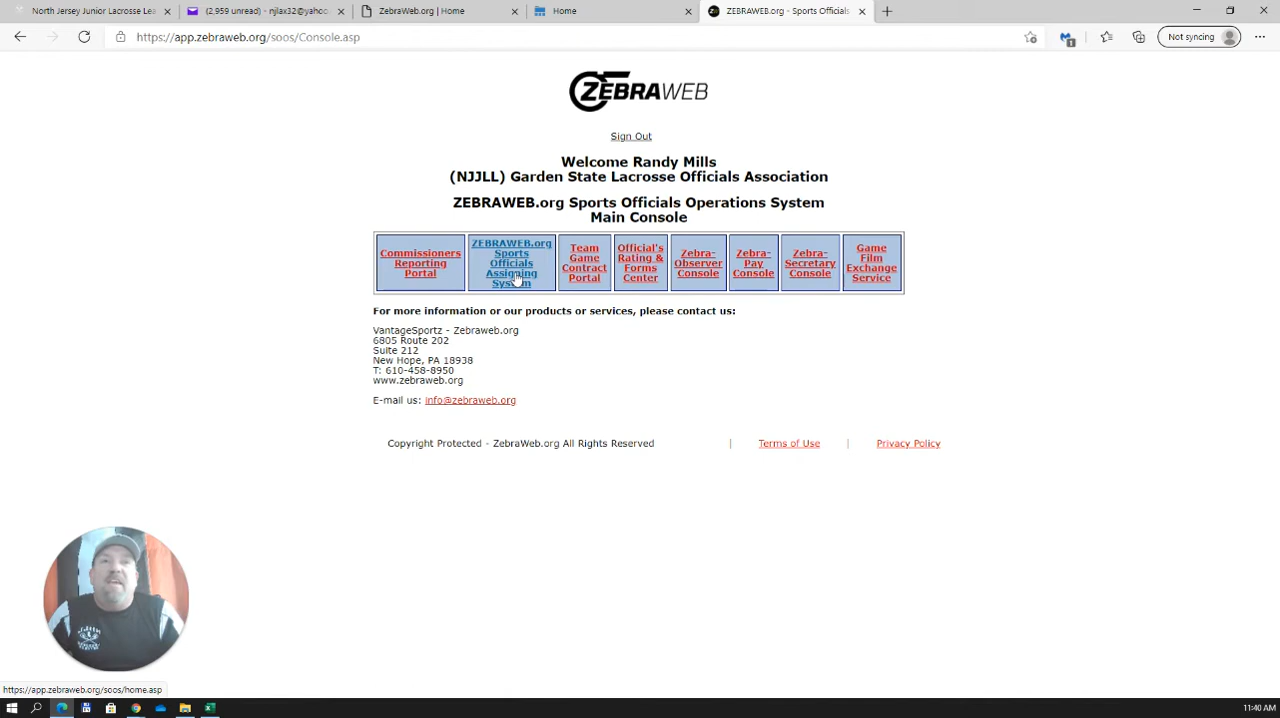 North Jersey Junior Lacrosse Lea
(2,959 unread) - njlax32@yahoo
ZebraWeb.org | Home
Home
ZEBRAWEB.org - Sports Officials
https://app.zebraweb.org/soos/Console.asp
1
Not syncing
ZEBRAWEB
Sign Out
Welcome Randy Mills
(NJJLL) Garden State Lacrosse Officials Association
ZEBRAWEB.org Sports Officials Operations System
Main Console
Commissioners
Reporting
Portal
ZEBRAWEB.org
Sports
Officials
Assigning
System
Team
Game
Contract
Portal
Official's
Rating &
Forms
Center
Zebra-
Observer
Console
Zebra-
Pay
Console
Zebra-
Secretary
Console
Game
Film
Exchange
Service
For more information or our products or services, please contact us:
VantageSportz - Zebraweb.org
6805 Route 202
Suite 212
New Hope, PA 18938
T: 610-458-8950
www.zebraweb.org
E-mail us: info@zebraweb.org
Copyright Protected - ZebraWeb.org All Rights Reserved | Terms of Use | Privacy Policy
https://app.zebraweb.org/soos/home.asp
11:40 AM